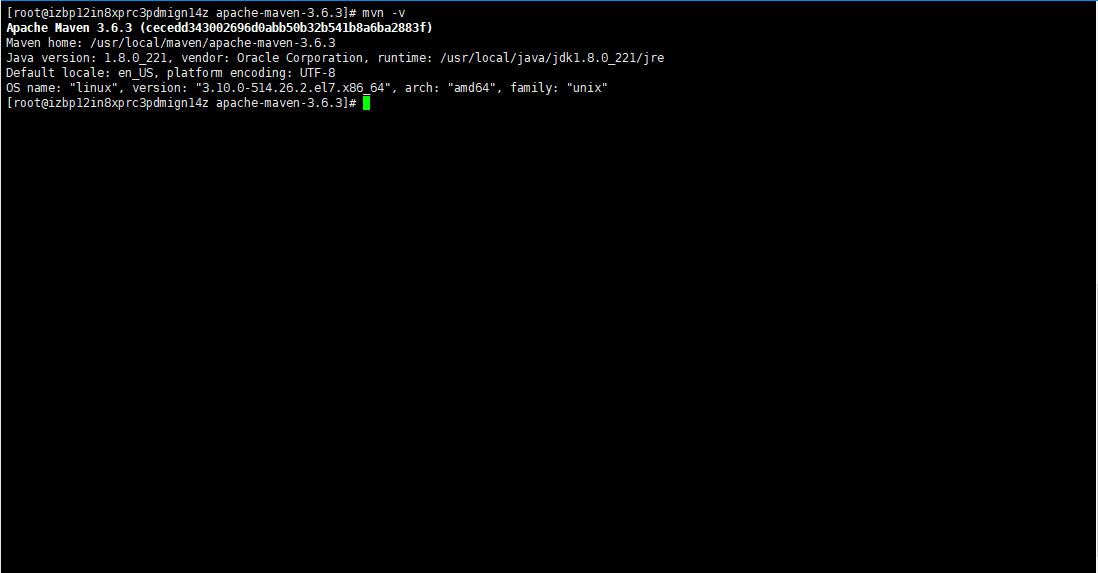 [root@izbp12in8xprc3pdmign14z apache-maven-3.6.3]# mvn -v
Apache Maven 3.6.3 (cecedd343002696d0abb50b32b541b8a6ba2883f)
Maven home: /usr/local/maven/apache-maven-3.6.3
Java version: 1.8.0_221, vendor: Oracle Corporation, runtime: /usr/local/java/jdk1.8.0_221/jre
Default locale: en_US, platform encoding: UTF-8
OS name: "linux", version: "3.10.0-514.26.2.el7.x86_64", arch: "amd64", family: "unix"
[root@izbp12in8xprc3pdmign14z apache-maven-3.6.3]#